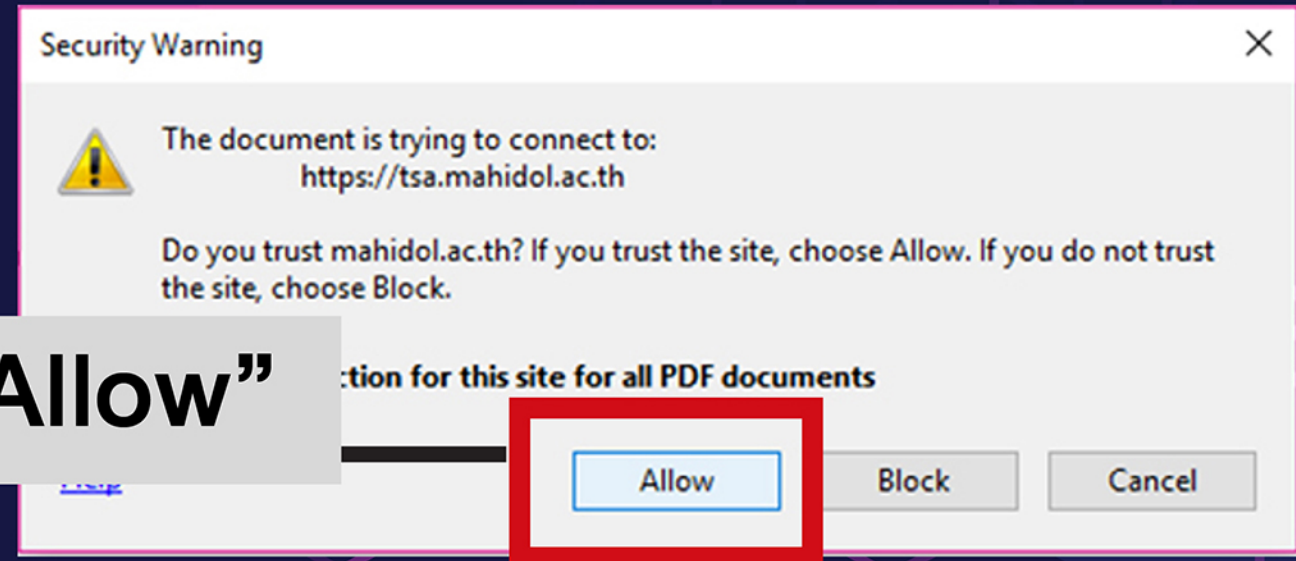 Security Warning
The document is trying to connect to:
https://tsa.mahidol.ac.th
Do you trust mahidol.ac.th? If you trust the site, choose Allow. If you do not trust
the site, choose Block.
Allow”
for this site for all PDF documents
Allow
Block
Cancel